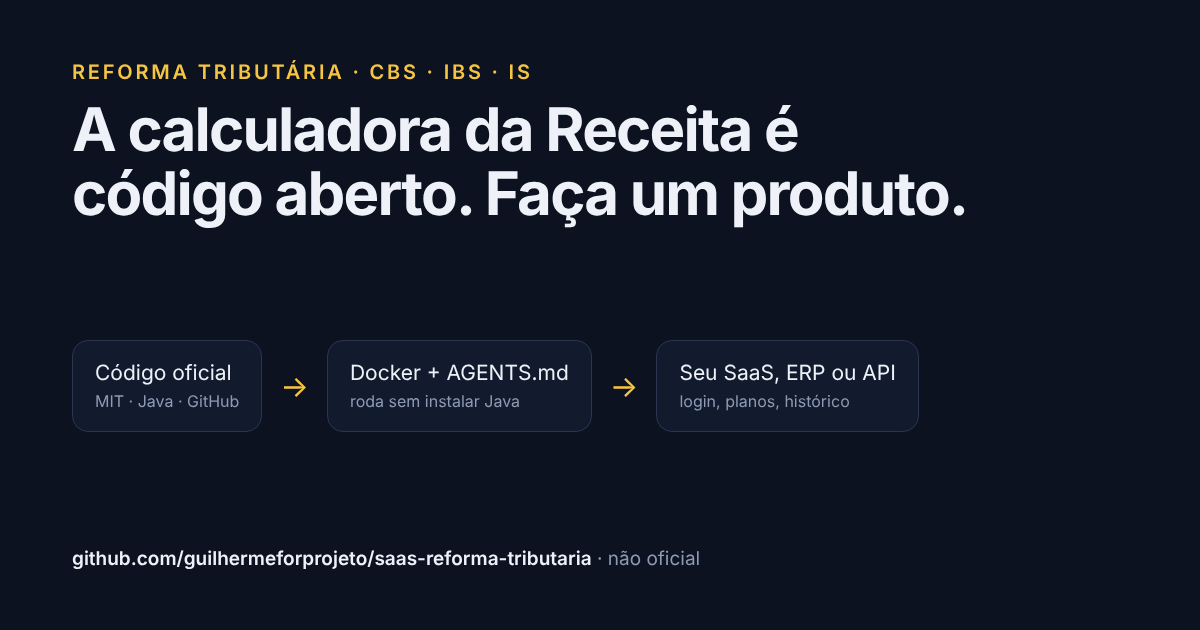 REFORMA TRIBUTÁRIA · CBS · IBS · IS
A calculadora da Receita é
código aberto. Faça um produto.
Código oficial
MIT · Java · GitHub
→
Docker + AGENTS.md
roda sem instalar Java
→
Seu SaaS, ERP ou API
login, planos, histórico
github.com/guilhermeforprojeto/saas-reforma-tributaria · não oficial